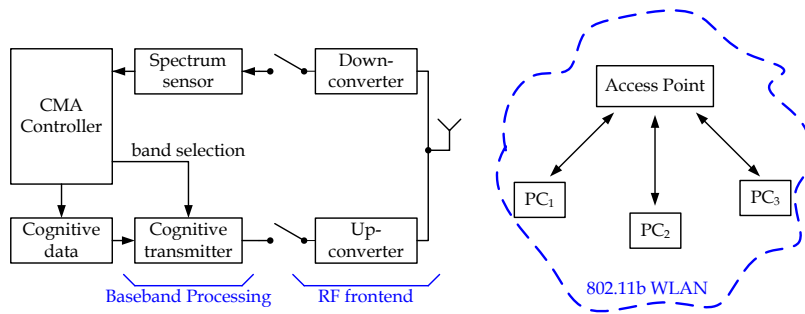 CMA
Controller
Spectrum
sensor
Down-
converter
band selection
Cognitive
data
Cognitive
transmitter
Up-
converter
Baseband Processing
RF frontend
Access Point
PC₁
PC₂
PC₃
802.11b WLAN